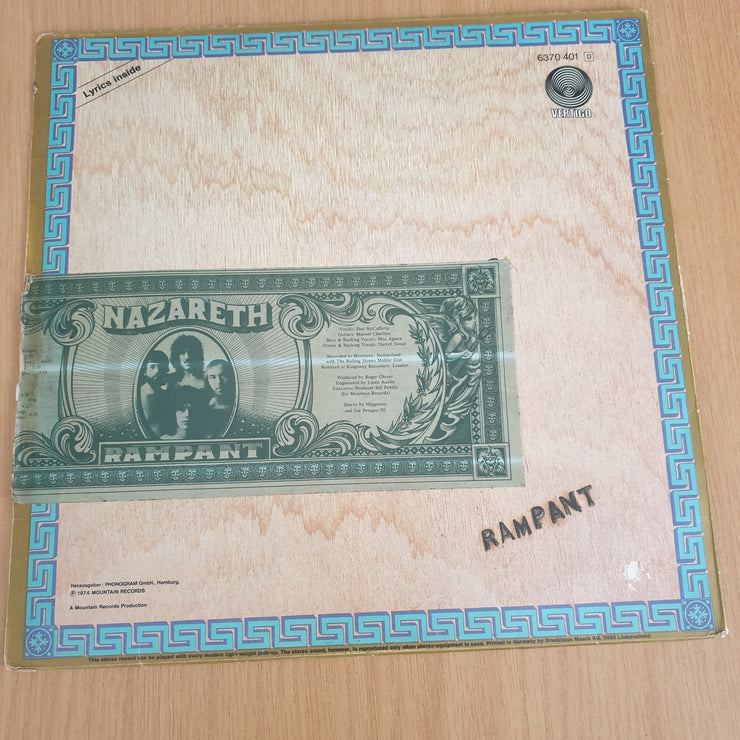 Lyrics inside
6370 401 D
VERTIGO
NAZARETH
RAMPANT
Vocals: Dan McCafferty
Guitars: Manuel Charlton
Bass & Backing Vocals: Pete Agnew
Drums & Backing Vocals: Darrell Sweet
Recorded in Montreux, Switzerland
with The Rolling Stones Mobile Unit
Remixed at Kingsway Recorders, London
Produced by Roger Glover
Engineered by Louie Austin
Executive Producer Bill Fehilly
(for Mountain Records)
Sleeve by Hipgnosis
and Joe Petagno III
RAMPANT
Herausgeber: PHONOGRAM GmbH., Hamburg.
℗ 1974 MOUNTAIN RECORDS
A Mountain Records Production
This stereo record can be played with every modern light-weight pick-up. The stereo sound, however, is reproduced only when stereo-equipment is used. Printed in Germany by Druckhaus Maack KG, 5880 Lüdenscheid.